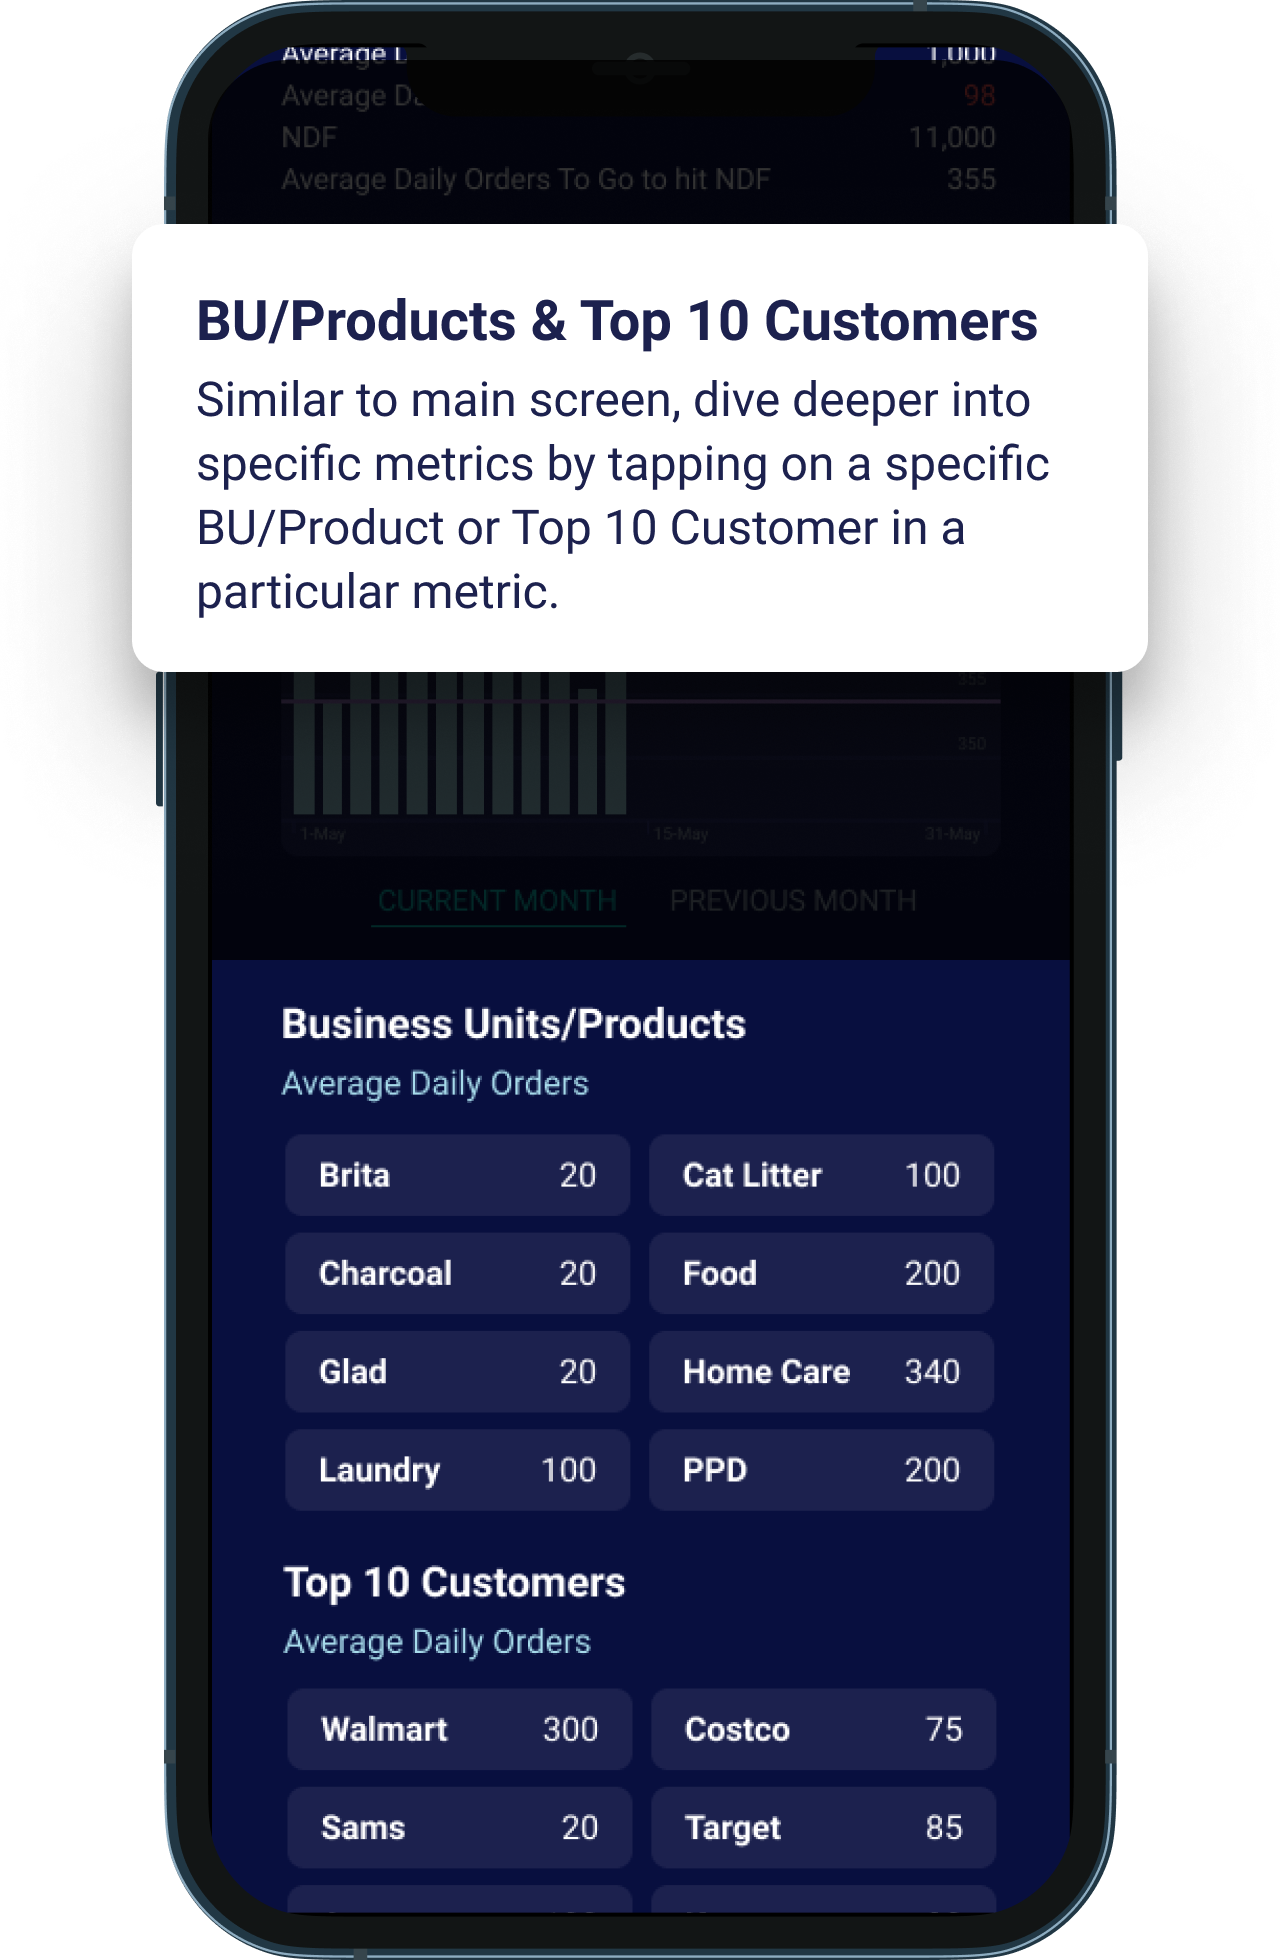 Average
1,000
Average
98
NDF 11,000
Average Daily Orders To Go to hit NDF 355
BU/Products & Top 10 Customers
Similar to main screen, dive deeper into
specific metrics by tapping on a specific
BU/Product or Top 10 Customer in a
particular metric.
355
350
1-May 15-May 31-May
CURRENT MONTH PREVIOUS MONTH
Business Units/Products
Average Daily Orders
Brita 20 Cat Litter 100
Charcoal 20 Food 200
Glad 20 Home Care 340
Laundry 100 PPD 200
Top 10 Customers
Average Daily Orders
Walmart 300 Costco 75
Sams 20 Target 85